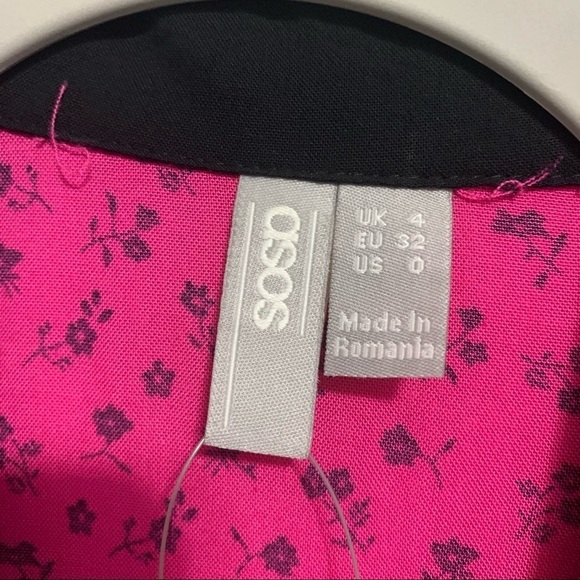 asos
UK 4
EU 32
US 0
Made In
Romania